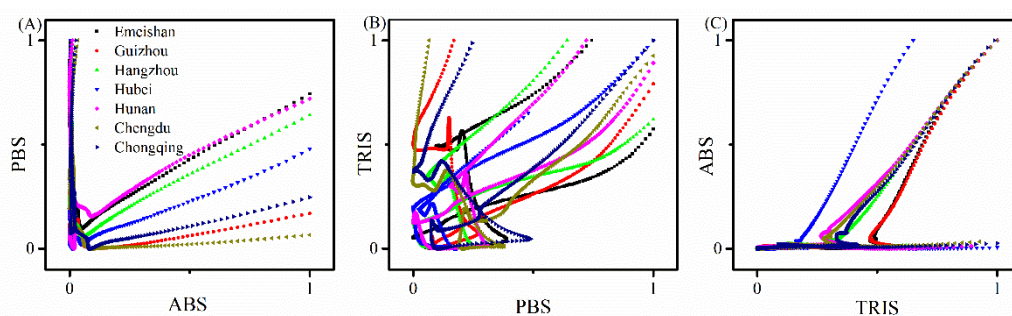 (A)
1
PBS
0
Emeishan
Guizhou
Hangzhou
Hubei
Hunan
Chengdu
Chongqing
0
1
ABS
(B)
1
TRIS
0
0
1
PBS
(C)
1
ABS
0
0
1
TRIS